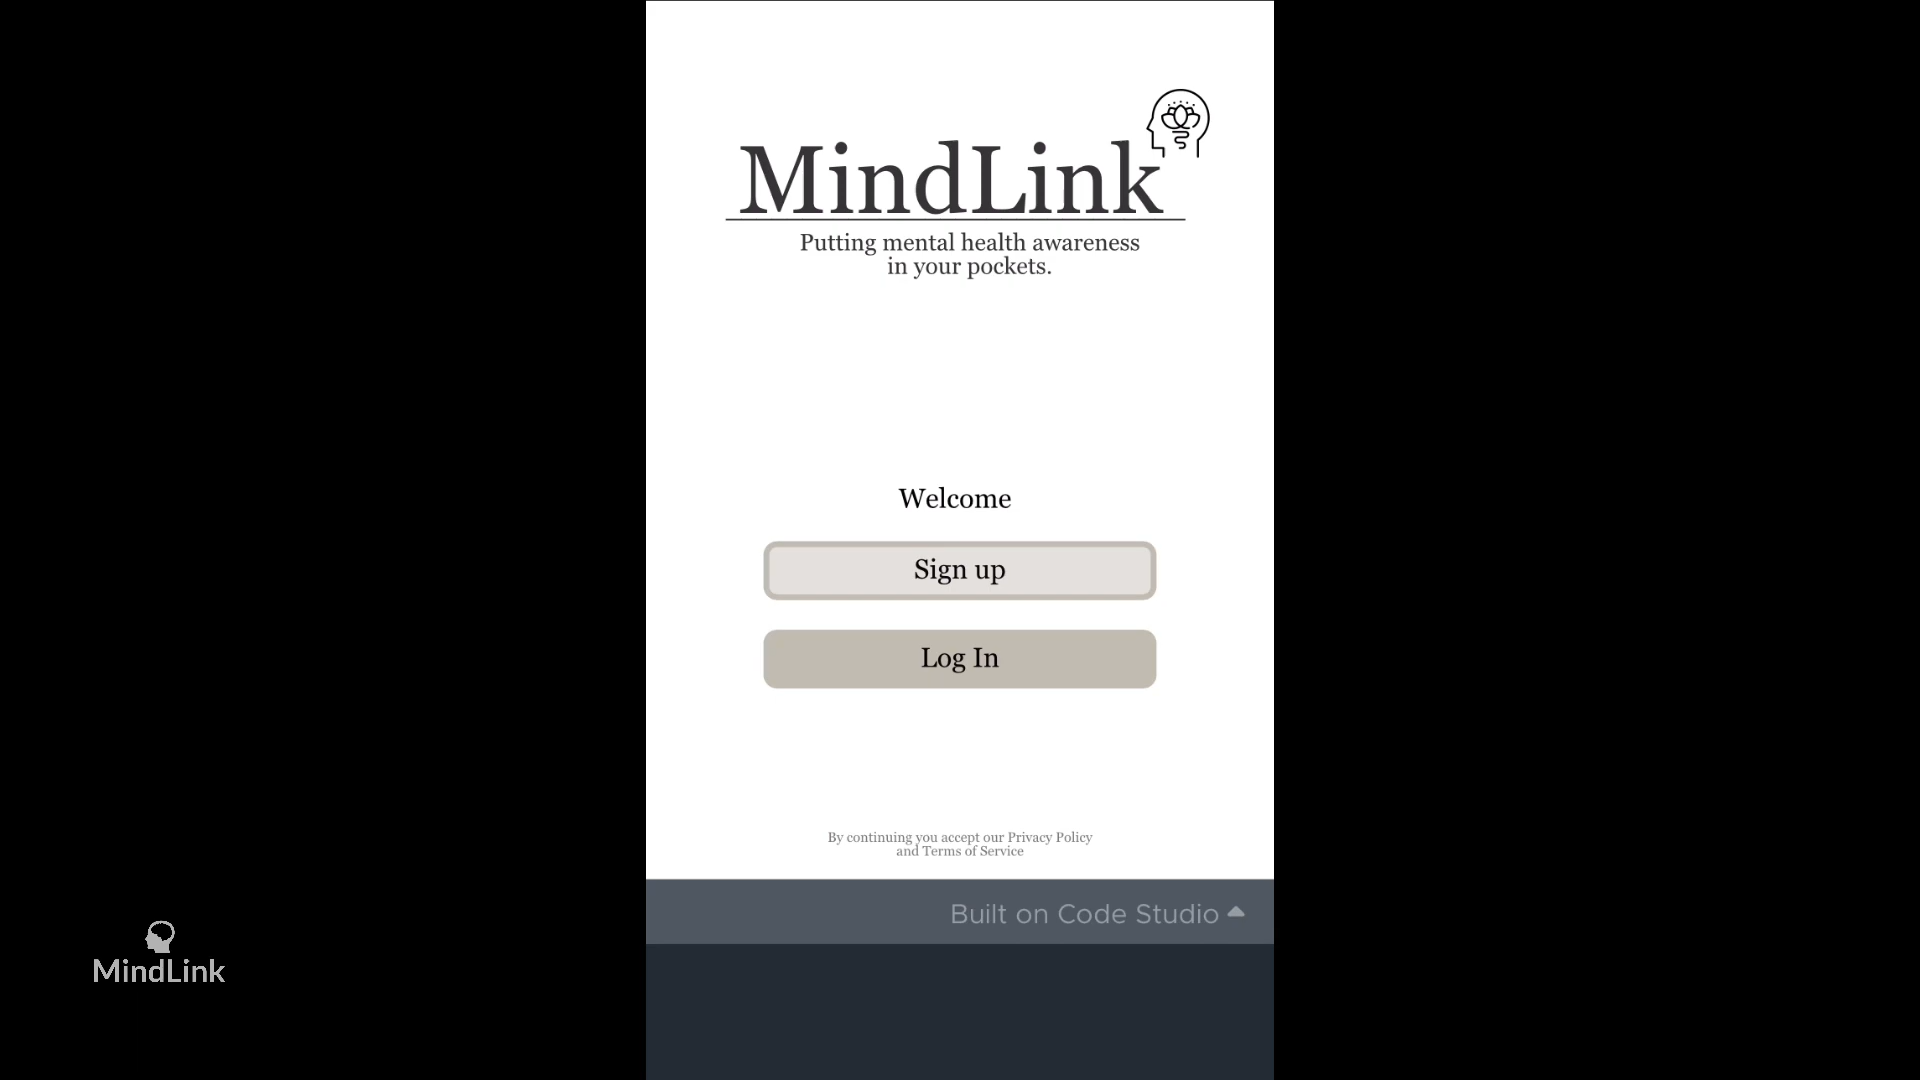 MindLink
Putting mental health awareness
in your pockets.
Welcome
Sign up
Log In
By continuing you accept our Privacy Policy
and Terms of Service
Built on Code Studio
MindLink